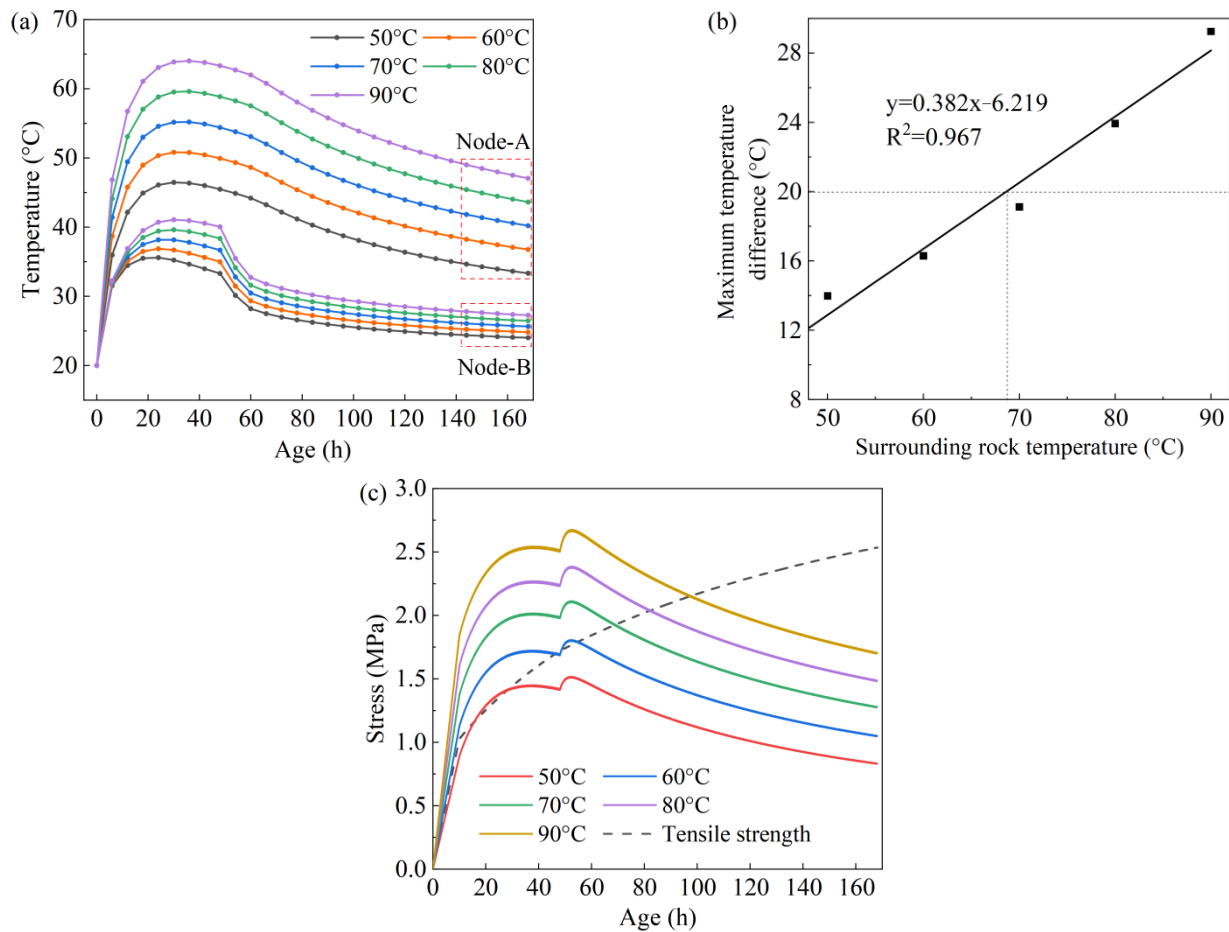 (a)
70
60
50
40
30
20
Temperature (°C)
50°C 60°C
70°C 80°C
90°C
Node-A
Node-B
0 20 40 60 80 100 120 140 160
Age (h)
(b)
28
24
20
16
12
8
Maximum temperature
difference (°C)
y=0.382x−6.219
R²=0.967
50 60 70 80 90
Surrounding rock temperature (°C)
(c)
3.0
2.5
2.0
1.5
1.0
0.5
0.0
Stress (MPa)
50°C 60°C
70°C 80°C
90°C Tensile strength
0 20 40 60 80 100 120 140 160
Age (h)